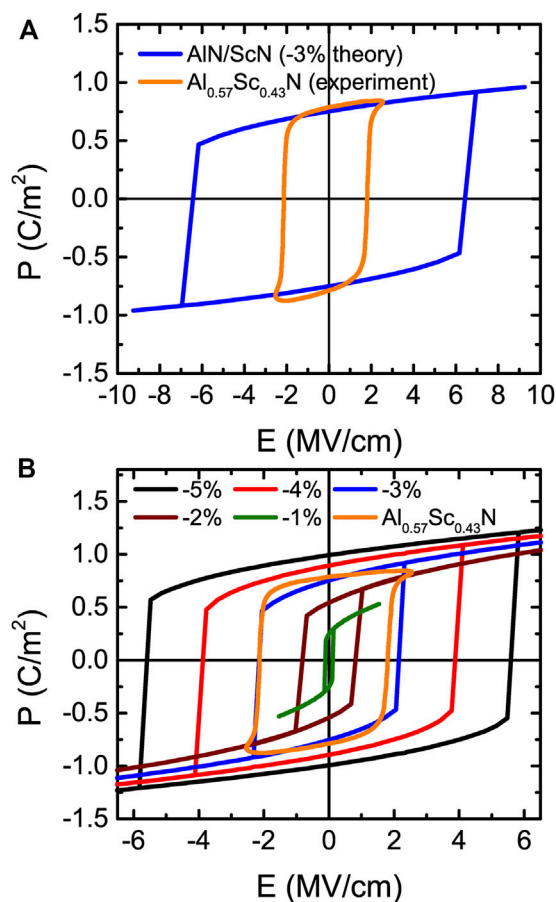 A
1.5
1.0
0.5
0.0
-0.5
-1.0
-1.5
P (C/m²)
AlN/ScN (-3% theory)
Al₀.₅₇Sc₀.₄₃N (experiment)
-10 -8 -6 -4 -2 0 2 4 6 8 10
E (MV/cm)
B
-5% -4% -3%
-2% -1% Al₀.₅₇Sc₀.₄₃N
1.5
1.0
0.5
0.0
-0.5
-1.0
-1.5
P (C/m²)
-6 -4 -2 0 2 4 6
E (MV/cm)